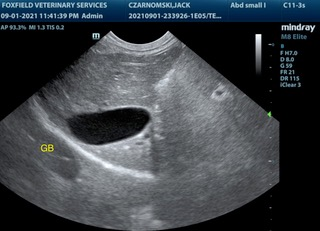 FOXFIELD VETERINARY SERVICES CZARNOMSKI,JACK Abd small I C11-3s
09-01-2021 11:41:39 PM Admin 20210901-233926-1E05/TE...
AP 93.3% MI 1.3 TIS 0.2 mindray
M9 Elite
m
B
F H7.0
D 8.0
G 59
FR 21
DR 115
iClear 3
GB